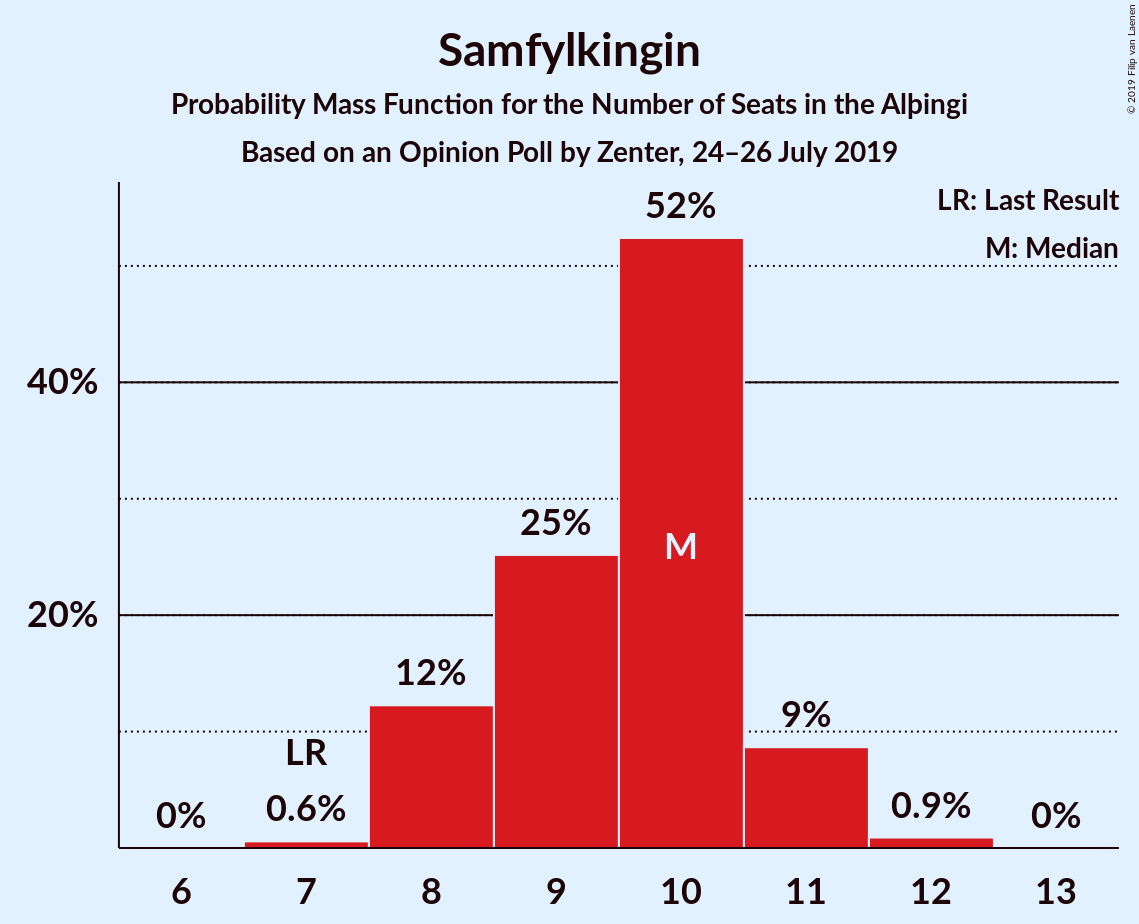 Samfylkingin
Probability Mass Function for the Number of Seats in the Alþingi
Based on an Opinion Poll by Zenter, 24–26 July 2019
© 2019 Filip van Laenen
LR: Last Result
M: Median
52%
40%
25%
M
20%
12%
9%
LR
0%
0.6%
0.9%
0%
6 7 8 9 10 11 12 13